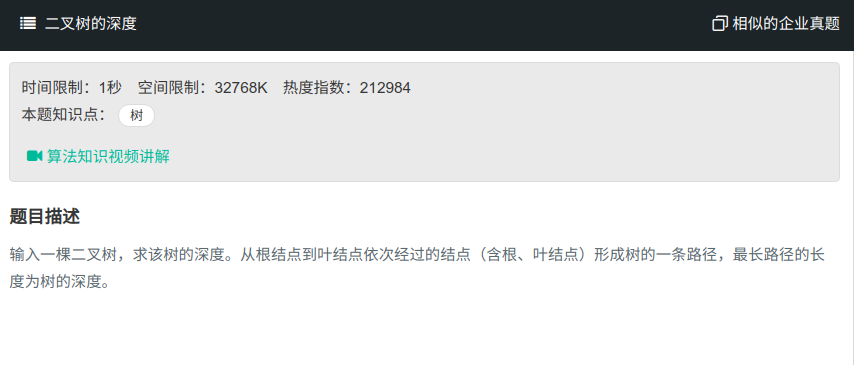 二叉树的深度
相似的企业真题
时间限制：1秒 空间限制：32768K 热度指数：212984
本题知识点： 树
算法知识视频讲解
题目描述
输入一棵二叉树，求该树的深度。从根结点到叶结点依次经过的结点（含根、叶结点）形成树的一条路径，最长路径的长
度为树的深度。